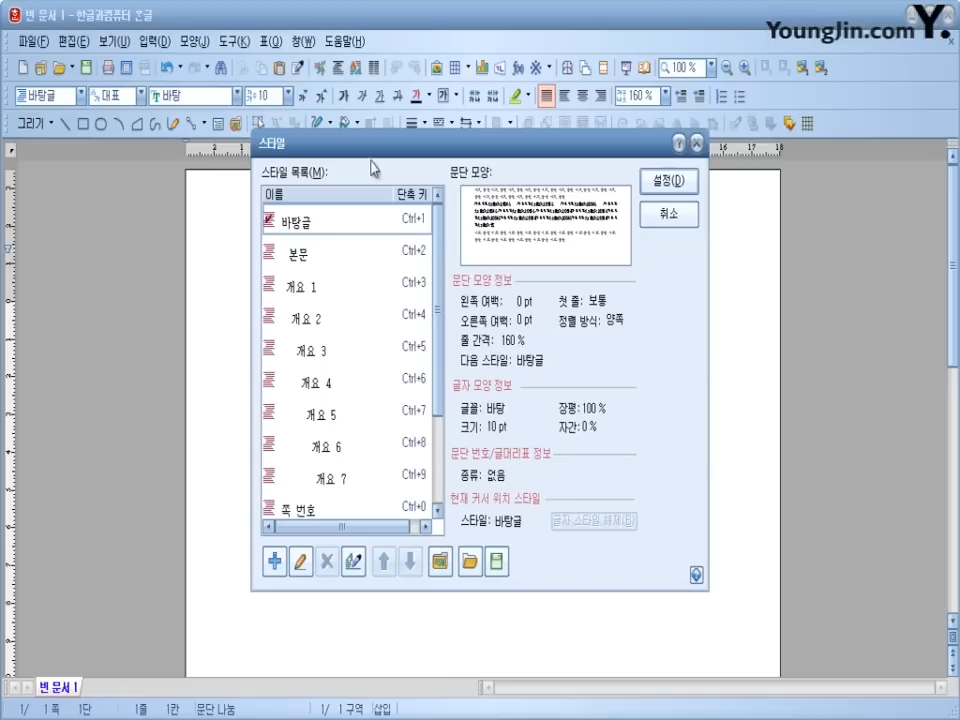 빈 문서 1 - 한글과컴퓨터 한글
YoungJin.com Y.
파일(F) 편집(E) 보기(U) 입력(D) 모양(J) 도구(K) 표(Q) 창(W) 도움말(H)
100 %
바탕글 대표 바탕 10 가 가 가 가 가 가 160 %
그리기
스타일
2 1 16 17 18
스타일 목록(M): 문단 모양: 설정(D)
이름 단축 키
취소
바탕글 Ctrl+1
본문 Ctrl+2
개요 1 Ctrl+3
개요 2 Ctrl+4
개요 3 Ctrl+5
개요 4 Ctrl+6
개요 5 Ctrl+7
개요 6 Ctrl+8
개요 7 Ctrl+9
쪽 번호 Ctrl+0
문단 모양 정보
왼쪽 여백: 0 pt 첫 줄: 보통
오른쪽 여백: 0 pt 정렬 방식: 양쪽
줄 간격: 160 %
다음 스타일: 바탕글
글자 모양 정보
글꼴: 바탕 장평: 100 %
크기: 10 pt 자간: 0 %
문단 번호/글머리표 정보
종류: 없음
현재 커서 위치 스타일
스타일: 바탕글 글자 스타일 해제(B)
빈 문서 1
1/ 1 쪽 1단 1줄 1칸 문단 나눔 1/ 1 구역 삽입